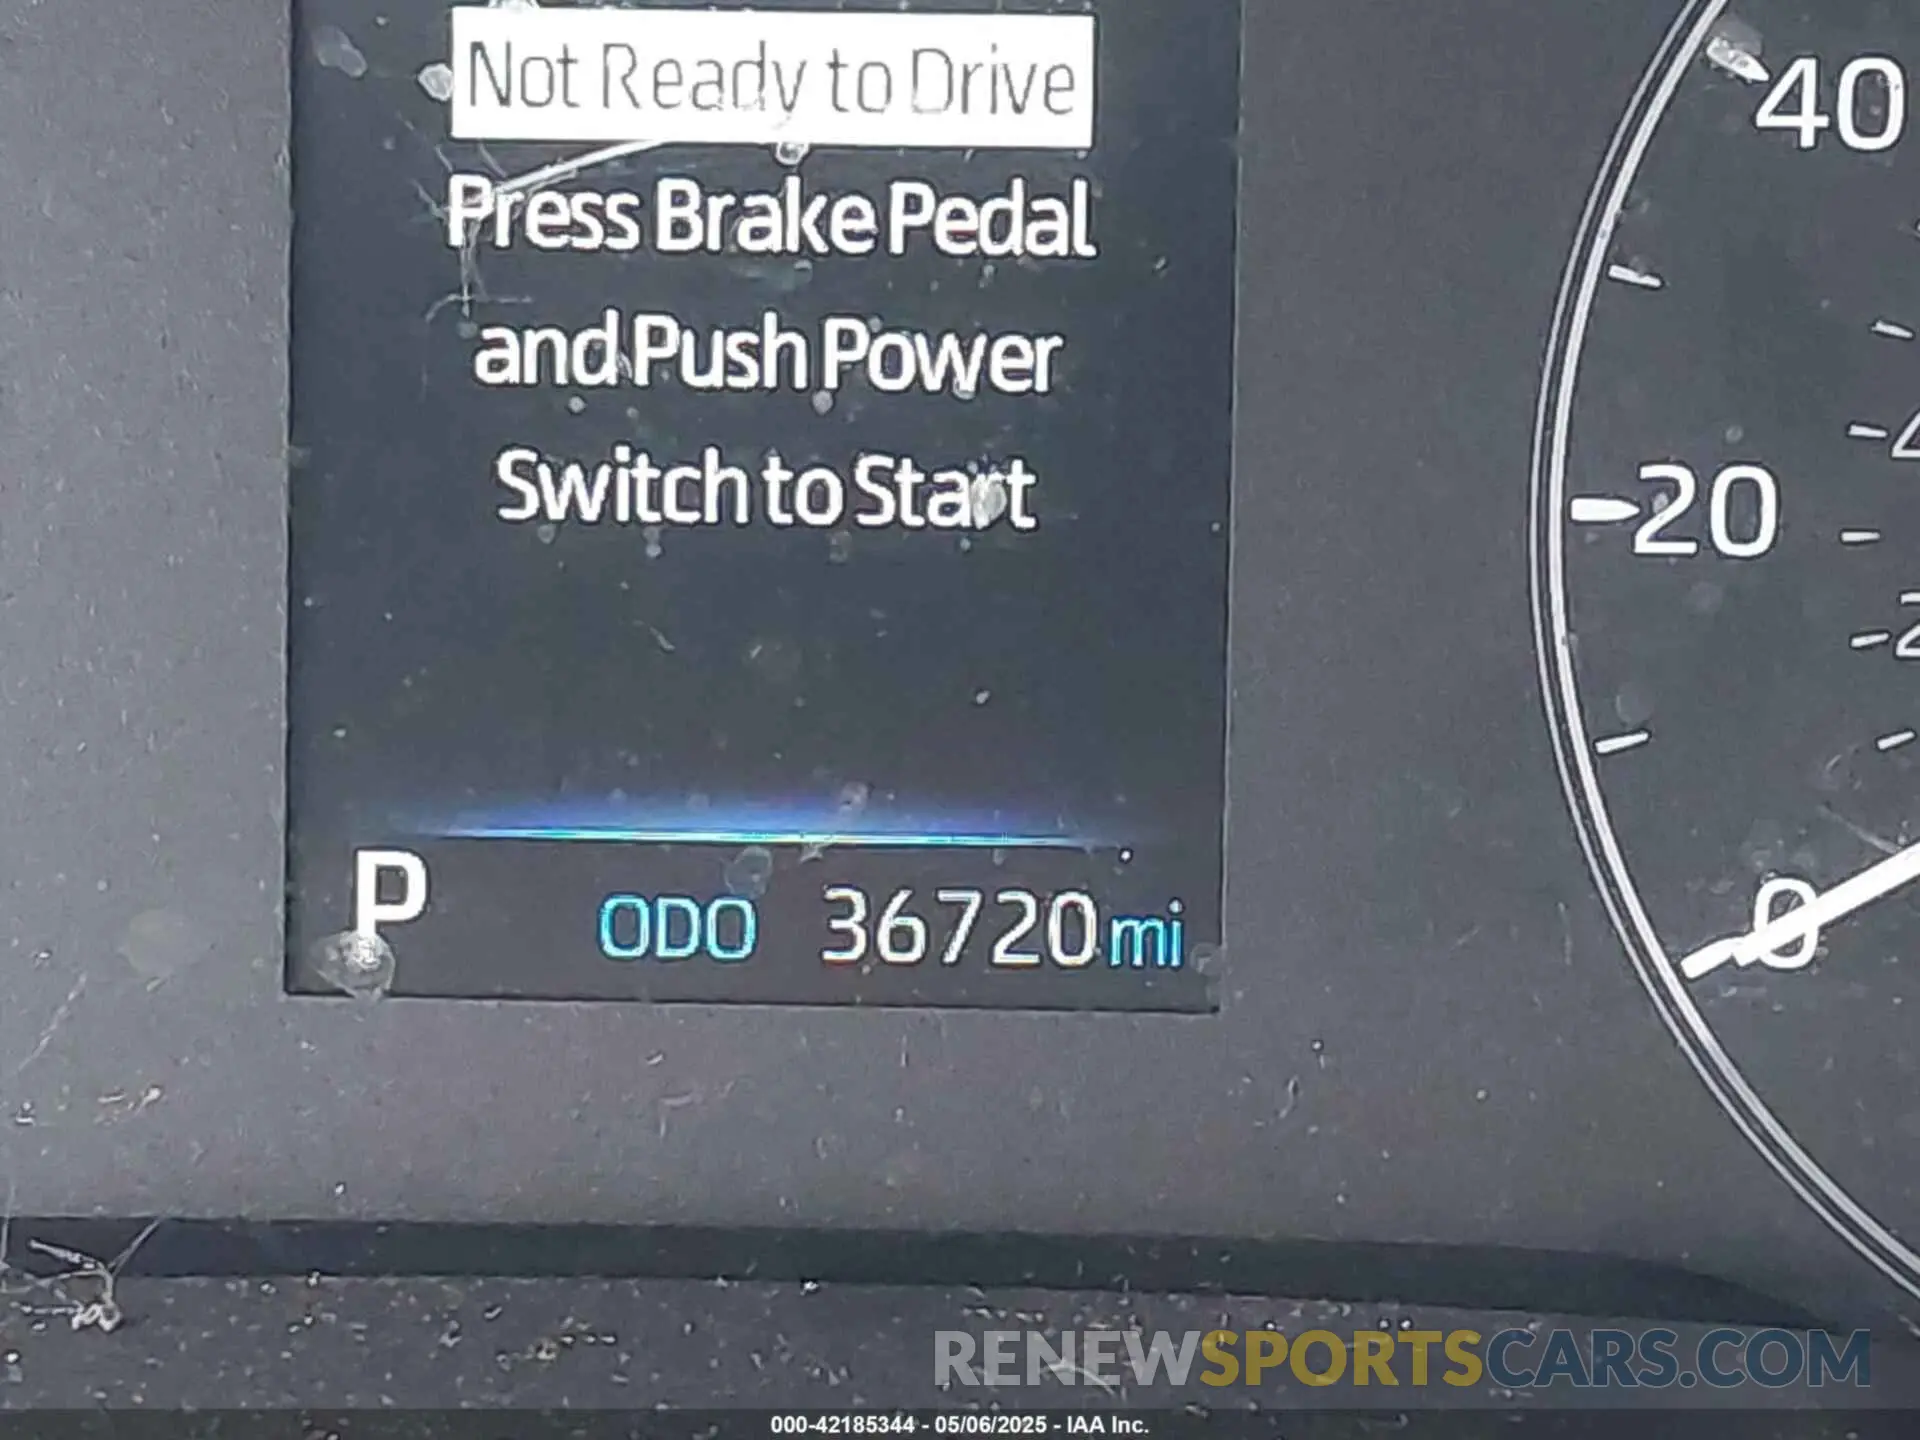 Not Ready to Drive
Press Brake Pedal
and Push Power
Switch to Start
P ODO 36720 mi
40
20
0
RENEWSPORTSCARS.COM
000-42185344 - 05/06/2025 - IAA Inc.